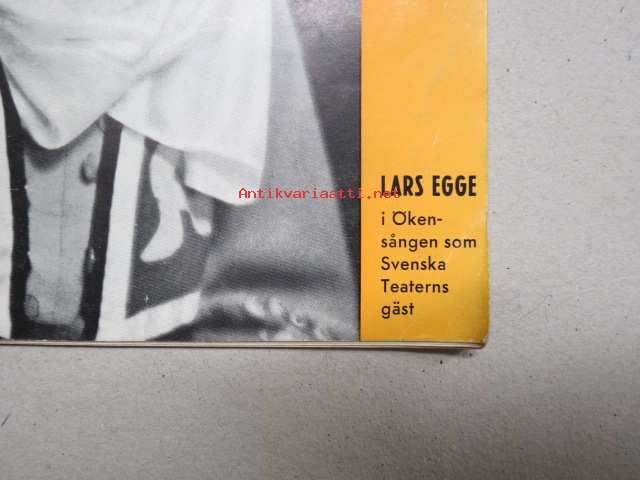 LARS EGGE
Antikvariaatti.net
i Öken-
sången som
Svenska
Teaterns
gäst